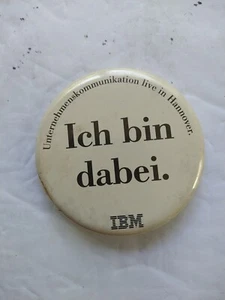 Unternehmenskommunikation live in Hannover.
Ich bin
dabei.
IBM